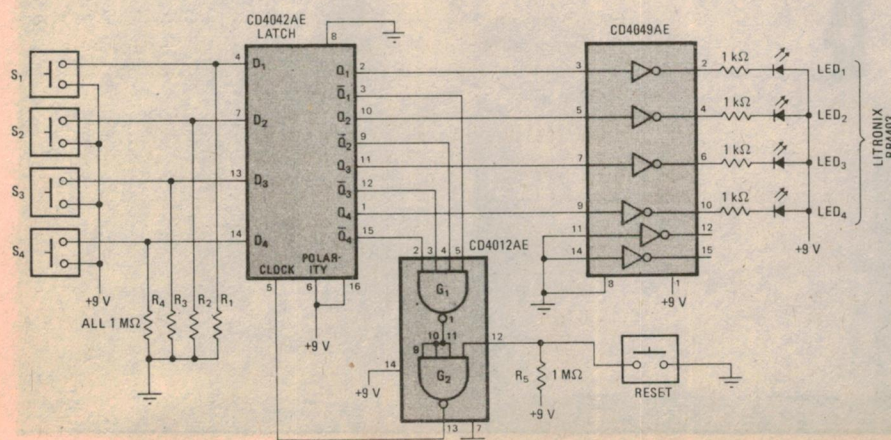 CD4042AE
LATCH
CD4049AE
CD4012AE
S1
S2
S3
S4
+9 V
4
7
13
14
D1
D2
D3
D4
8
Q1
Q̅1
Q2
Q̅2
Q3
Q̅3
Q4
Q̅4
2
3
10
9
11
12
1
15
CLOCK
POLAR-
ITY
5
6
16
+9 V
R4
R3
R2
R1
ALL 1 MΩ
2
3
4
5
G1
1
9
10
11
G2
12
14
+9 V
13
7
R5
1 MΩ
+9 V
RESET
3
5
7
9
11
14
2
4
6
10
12
15
8
1
+9 V
1 kΩ
1 kΩ
1 kΩ
1 kΩ
LED1
LED2
LED3
LED4
+9 V
LITRONIX